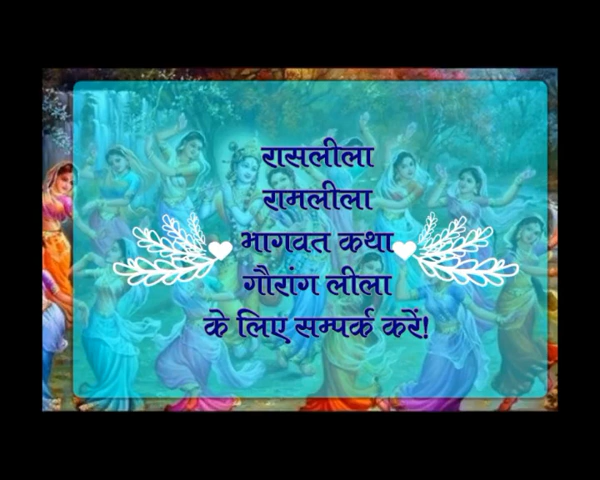 रासलीला
रामलीला
भागवत कथा
गौरांग लीला
के लिए सम्पर्क करें!